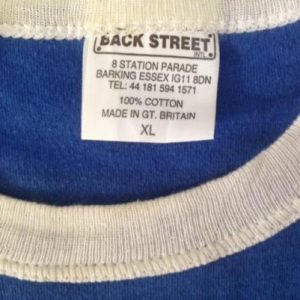 BACK STREET
INTL.
8 STATION PARADE
BARKING ESSEX IG11 8DN
TEL: 44 181 594 1571
100% COTTON
MADE IN GT. BRITAIN
XL